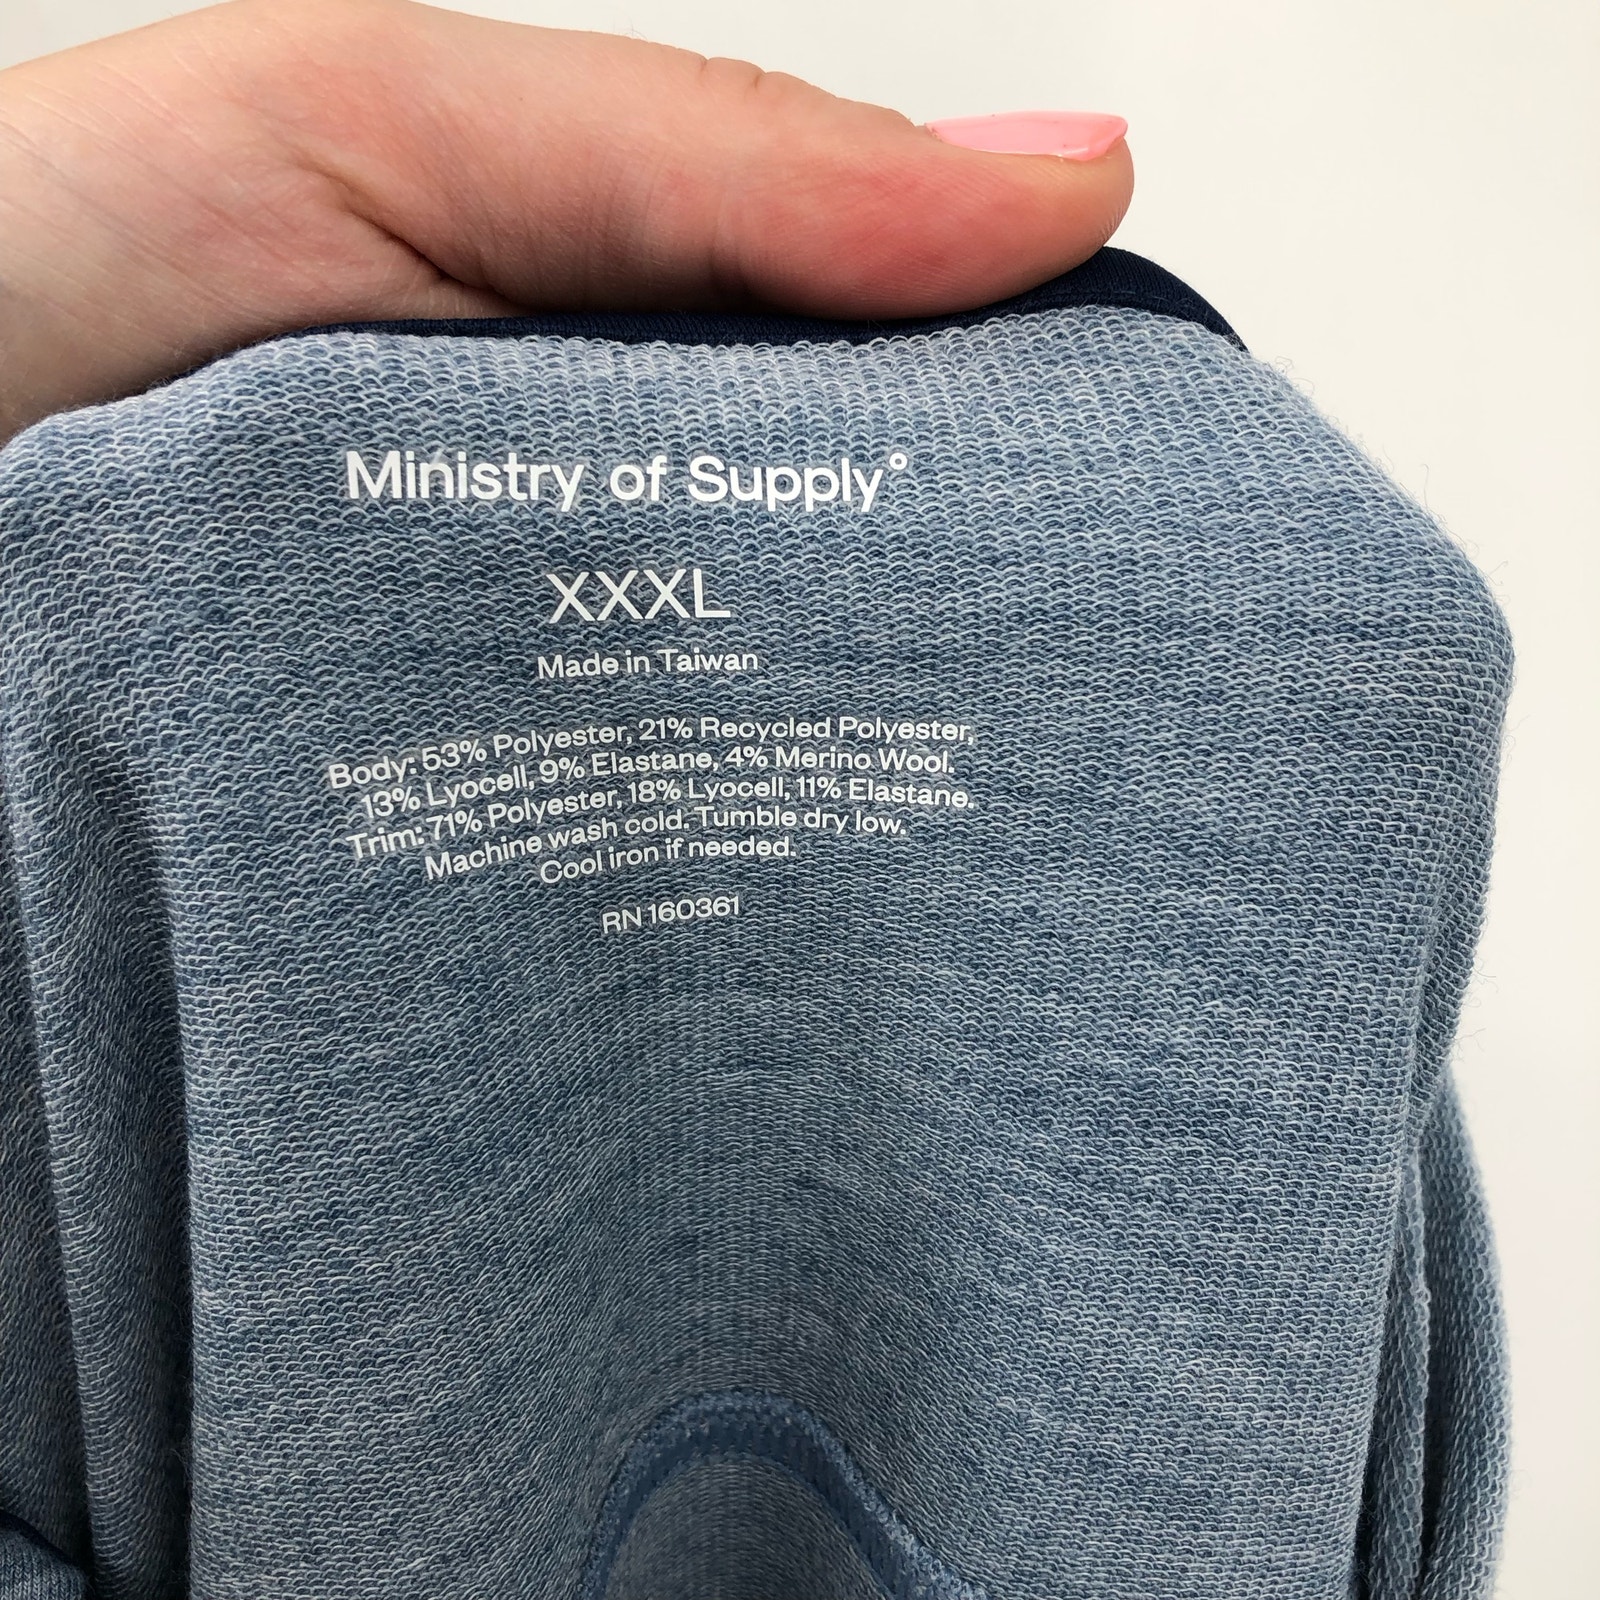 Ministry of Supply°
XXXL
Made in Taiwan
Body: 53% Polyester, 21% Recycled Polyester,
13% Lyocell, 9% Elastane, 4% Merino Wool.
Trim: 71% Polyester, 18% Lyocell, 11% Elastane.
Machine wash cold. Tumble dry low.
Cool iron if needed.
RN 160361